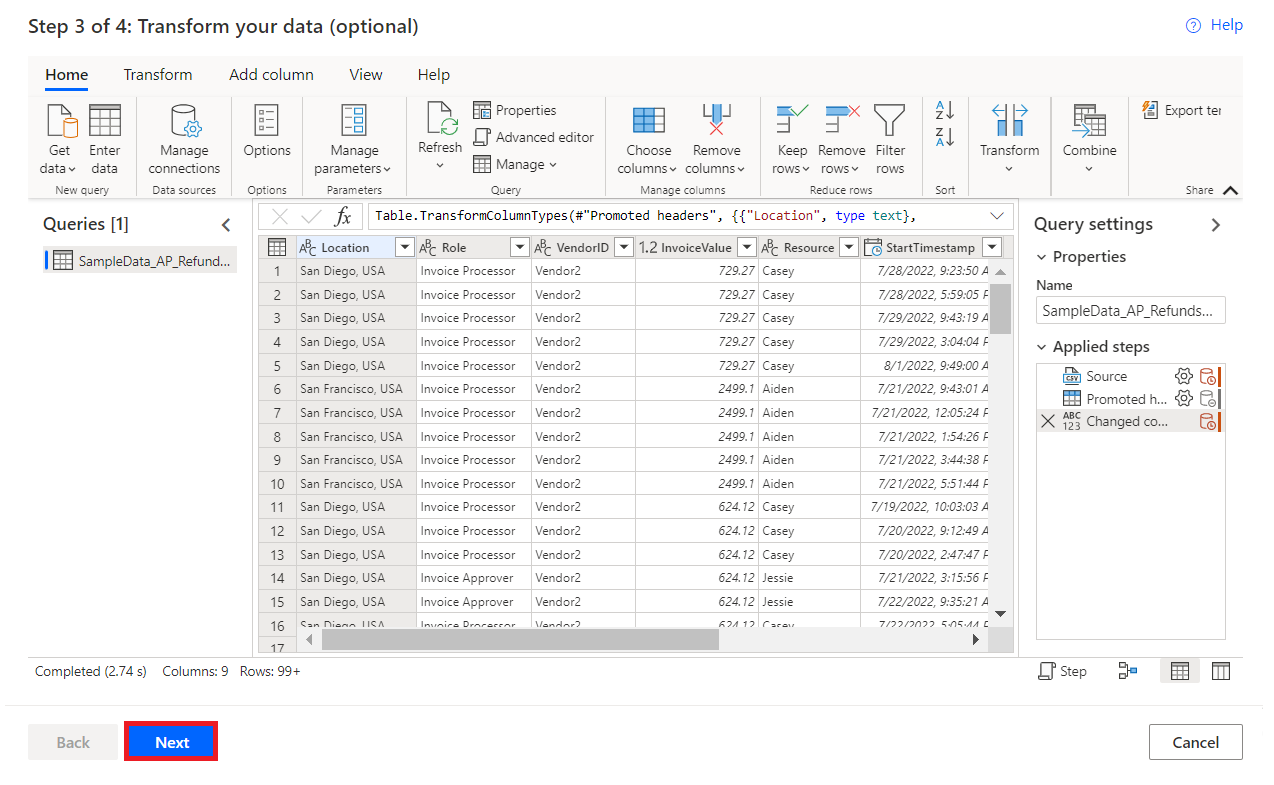 Step 3 of 4: Transform your data (optional)
Help
Home Transform Add column View Help
Get data Enter data
New query
Manage connections
Data sources
Options
Options
Manage parameters
Parameters
Refresh
Properties
Advanced editor
Manage
Query
Choose columns Remove columns
Manage columns
Keep rows Remove rows Filter rows
Reduce rows
A Z
Z A
Sort
Transform
Combine
Export ter
Share
Queries [1]
SampleData_AP_Refund...
fx Table.TransformColumnTypes(#"Promoted headers", {{"Location", type text},
ABC Location ABC Role ABC VendorID 1.2 InvoiceValue ABC Resource StartTimestamp
1 San Diego, USA Invoice Processor Vendor2 729.27 Casey 7/28/2022, 9:23:50 A
2 San Diego, USA Invoice Processor Vendor2 729.27 Casey 7/28/2022, 5:59:05 P
3 San Diego, USA Invoice Processor Vendor2 729.27 Casey 7/29/2022, 9:43:19 A
4 San Diego, USA Invoice Processor Vendor2 729.27 Casey 7/29/2022, 3:04:04 P
5 San Diego, USA Invoice Processor Vendor2 729.27 Casey 8/1/2022, 9:49:00 A
6 San Francisco, USA Invoice Processor Vendor2 2499.1 Aiden 7/21/2022, 9:43:01 A
7 San Francisco, USA Invoice Processor Vendor2 2499.1 Aiden 7/21/2022, 12:05:24 P
8 San Francisco, USA Invoice Processor Vendor2 2499.1 Aiden 7/21/2022, 1:54:26 P
9 San Francisco, USA Invoice Processor Vendor2 2499.1 Aiden 7/21/2022, 3:44:38 P
10 San Francisco, USA Invoice Processor Vendor2 2499.1 Aiden 7/21/2022, 5:51:44 P
11 San Diego, USA Invoice Processor Vendor2 624.12 Casey 7/19/2022, 10:03:03 A
12 San Diego, USA Invoice Processor Vendor2 624.12 Casey 7/20/2022, 9:12:49 A
13 San Diego, USA Invoice Processor Vendor2 624.12 Casey 7/20/2022, 2:47:47 P
14 San Diego, USA Invoice Approver Vendor2 624.12 Jessie 7/21/2022, 3:15:56 P
15 San Diego, USA Invoice Approver Vendor2 624.12 Jessie 7/22/2022, 9:35:21 A
16 San Diego, USA Invoice Processor Vendor2 624.12 Casey 7/22/2022, 5:05:44 P
17
Query settings
Properties
Name
SampleData_AP_Refunds...
Applied steps
CSV Source
Promoted h...
ABC 123 Changed co...
Completed (2.74 s) Columns: 9 Rows: 99+
Step
Back
Next
Cancel